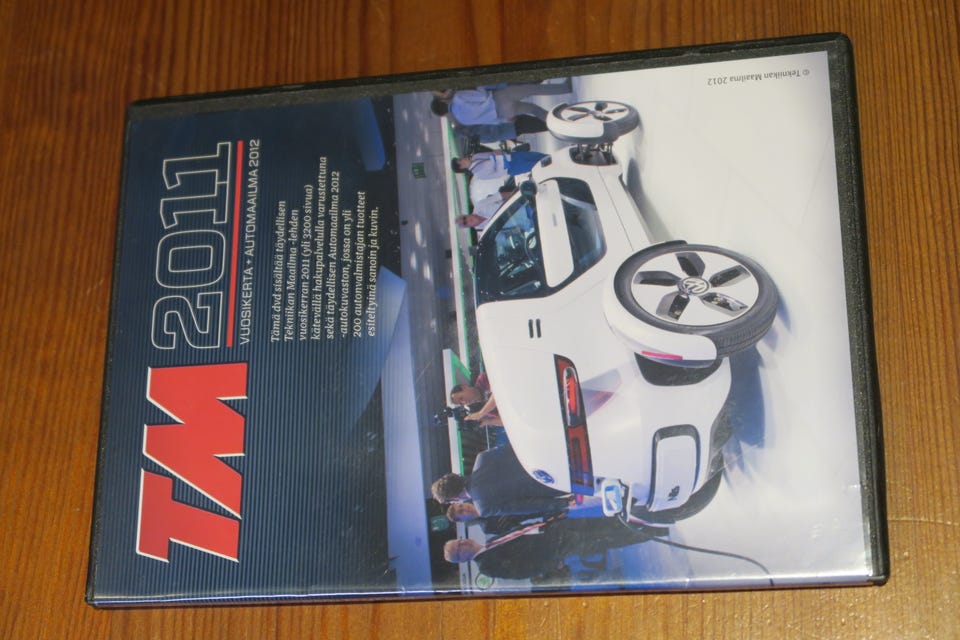 TM 2011
VUOSIKERTA + AUTOMAAILMA 2012
Tämä dvd sisältää täydellisen
Tekniikan Maailma -lehden
vuosikerran 2011 (yli 3200 sivua)
kätevällä hakupalvelulla varustettuna
sekä täydellisen Automaailma 2012
-autokuvaston, jossa on yli
200 autonvalmistajan tuotteet
esiteltyinä sanoin ja kuvin.
© Tekniikan Maailma 2012